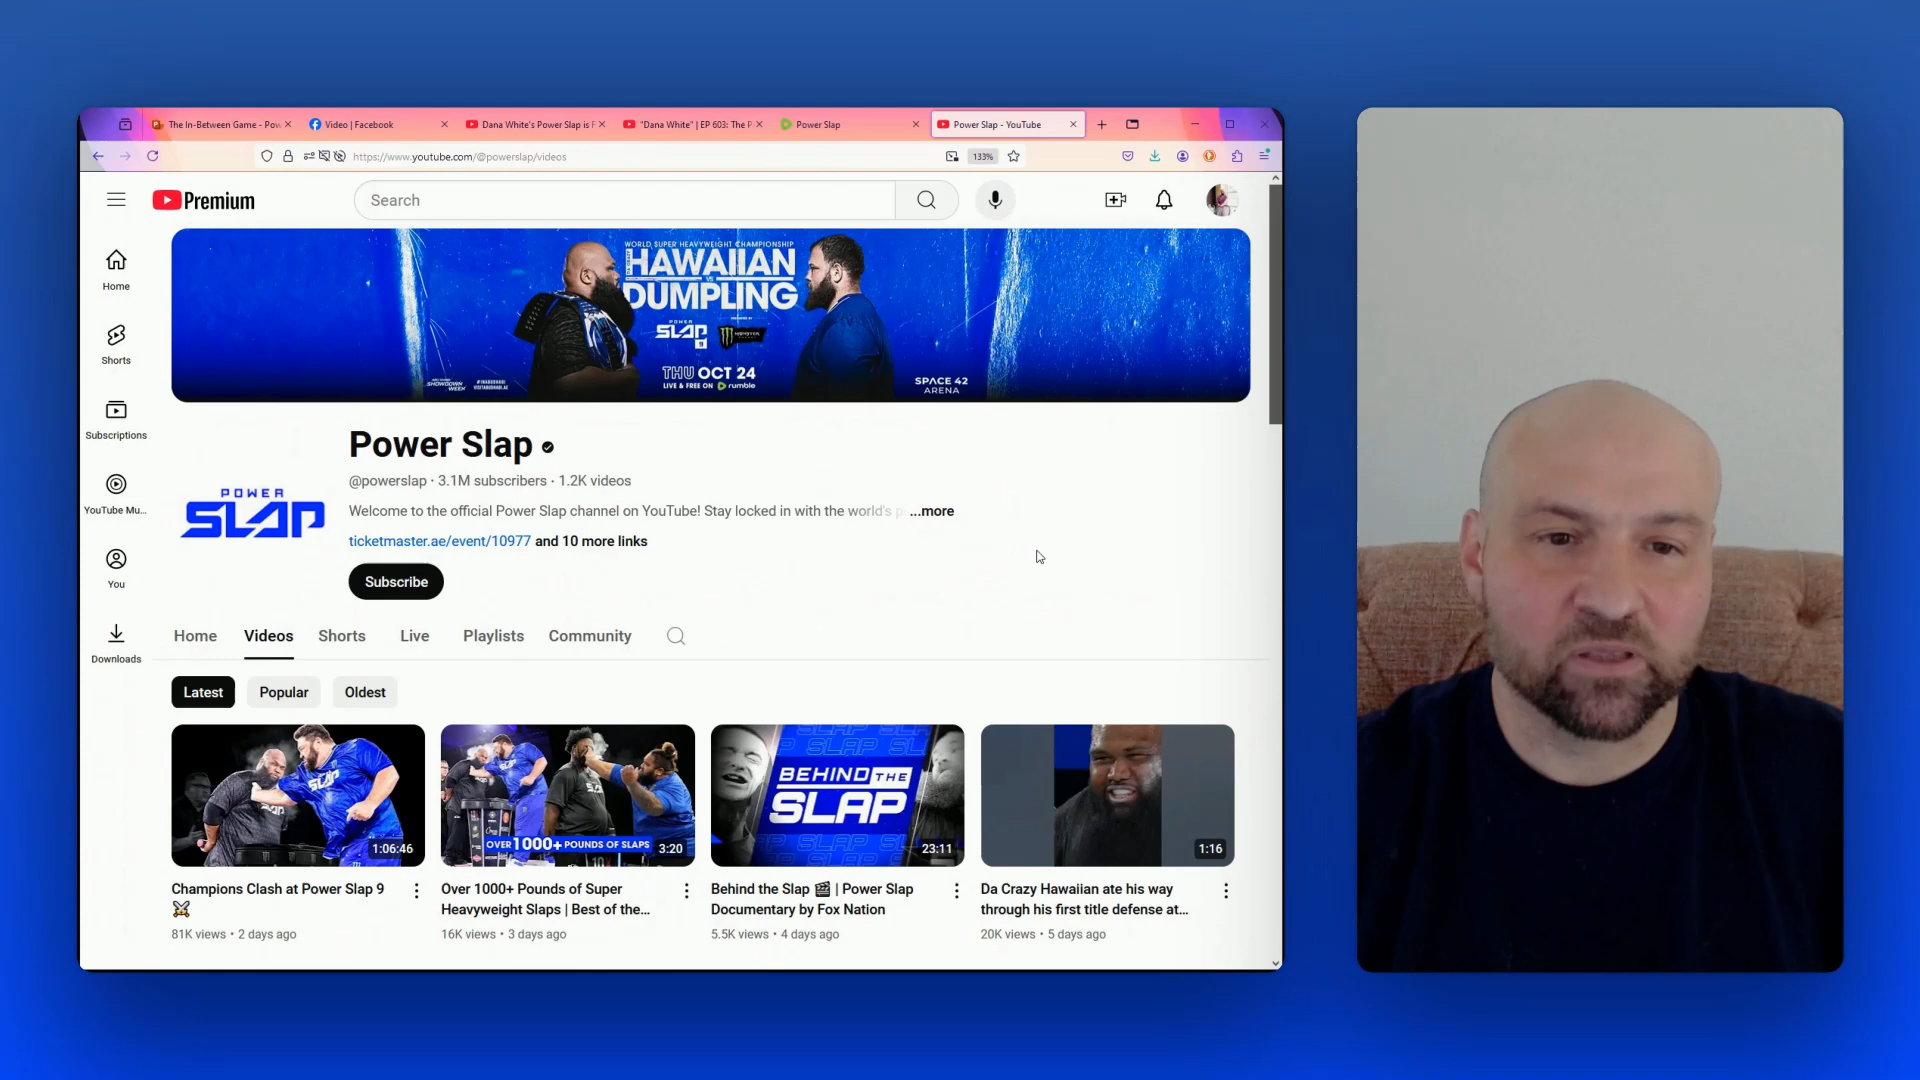 The In-Between Game - Pow
Video | Facebook
Dana White's Power Slap is F
"Dana White" | EP 603: The P
Power Slap
Power Slap - YouTube
https://www.youtube.com/@powerslap/videos
133%
Premium
Search
WORLD SUPER HEAVYWEIGHT CHAMPIONSHIP
HAWAIIAN
DUMPLING
POWER
SLAP
9
MONSTER
THU OCT 24
LIVE & FREE ON rumble
SHOWDOWN
WEEK
SPACE 42
ARENA
Home
Shorts
Subscriptions
YouTube Mu...
You
Downloads
POWER
SLAP
Power Slap
@powerslap · 3.1M subscribers · 1.2K videos
Welcome to the official Power Slap channel on YouTube! Stay locked in with the world's p ...more
ticketmaster.ae/event/10977 and 10 more links
Subscribe
Home
Videos
Shorts
Live
Playlists
Community
Latest
Popular
Oldest
SLAP
1:06:46
OVER 1000+ POUNDS OF SLAPS
3:20
BEHIND THE
SLAP
23:11
1:16
Champions Clash at Power Slap 9
⚔️
81K views • 2 days ago
Over 1000+ Pounds of Super
Heavyweight Slaps | Best of the...
16K views • 3 days ago
Behind the Slap 🎬 | Power Slap
Documentary by Fox Nation
5.5K views • 4 days ago
Da Crazy Hawaiian ate his way
through his first title defense at...
20K views • 5 days ago